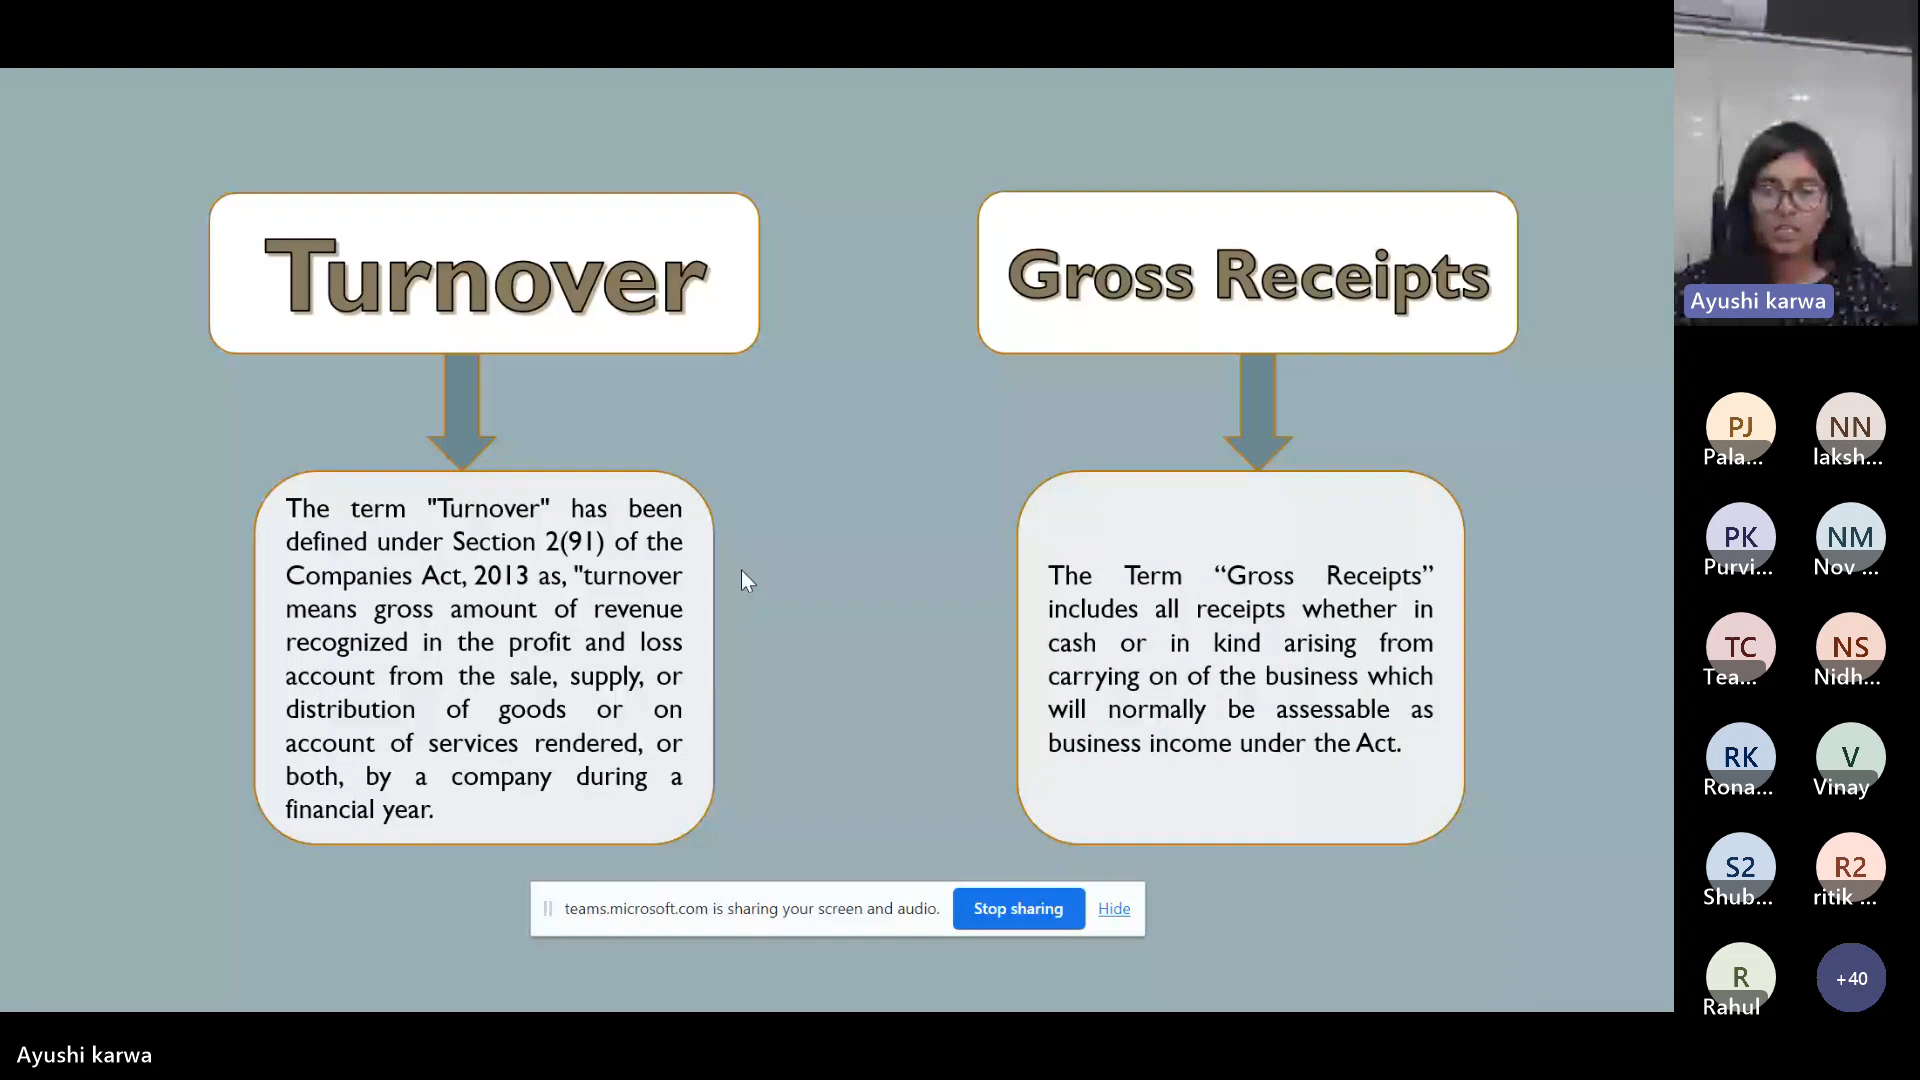 Turnover
The term "Turnover" has been
defined under Section 2(91) of the
Companies Act, 2013 as, "turnover
means gross amount of revenue
recognized in the profit and loss
account from the sale, supply, or
distribution of goods or on
account of services rendered, or
both, by a company during a
financial year.
Gross Receipts
The Term “Gross Receipts”
includes all receipts whether in
cash or in kind arising from
carrying on of the business which
will normally be assessable as
business income under the Act.
teams.microsoft.com is sharing your screen and audio. Stop sharing Hide
Ayushi karwa
PJ NN
Pala... laksh...
PK NM
Purvi... Nov ...
TC NS
Tea... Nidh...
RK V
Rona... Vinay
S2 R2
Shub... ritik ...
R +40
Rahul
Ayushi karwa